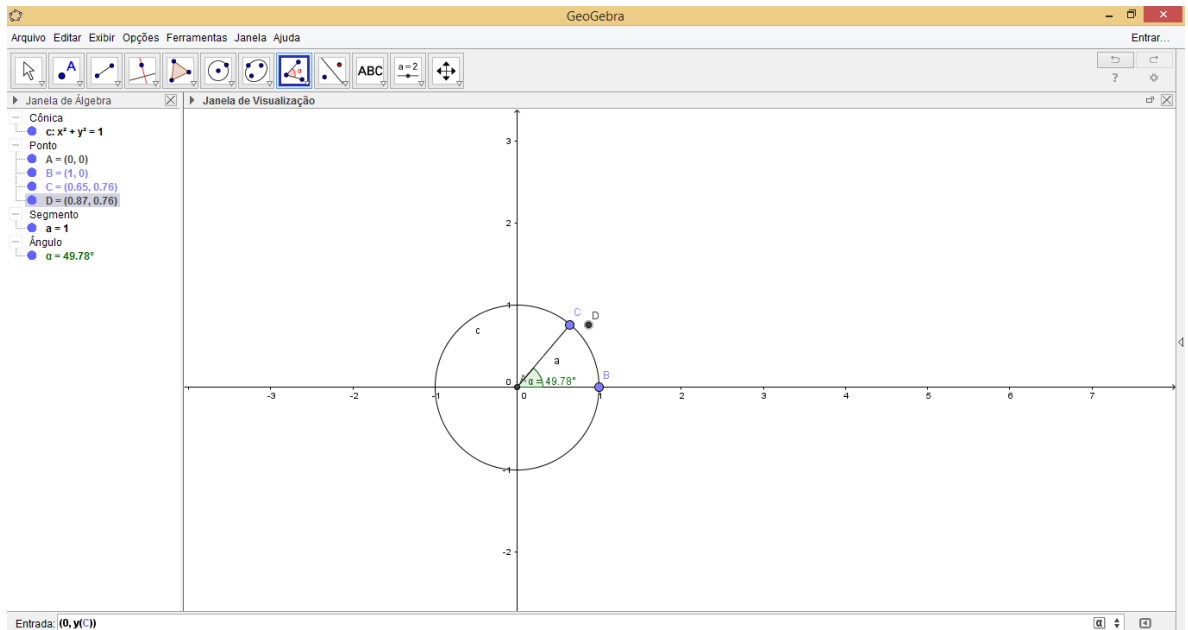 GeoGebra
Arquivo Editar Exibir Opções Ferramentas Janela Ajuda
Entrar...
A
α
ABC
a=2
?
Janela de Álgebra
Janela de Visualização
Cônica
c: x² + y² = 1
Ponto
A = (0, 0)
B = (1, 0)
C = (0.65, 0.76)
D = (0.87, 0.76)
Segmento
a = 1
Ângulo
α = 49.78°
3
2
1
C
D
c
a
0
A
α = 49.78°
B
-3 -2 -1 0 1 2 3 4 5 6 7
-1
-2
Entrada: (0, y(C))
α